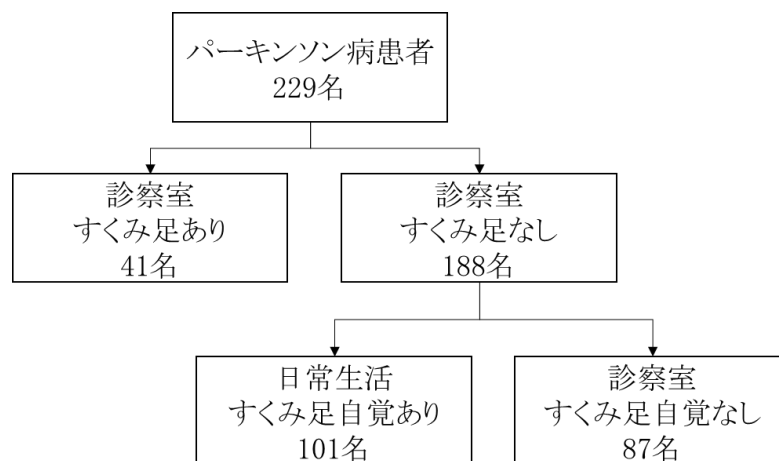 パーキンソン病患者
229名
診察室
すくみ足あり
41名
診察室
すくみ足なし
188名
日常生活
すくみ足自覚あり
101名
診察室
すくみ足自覚なし
87名